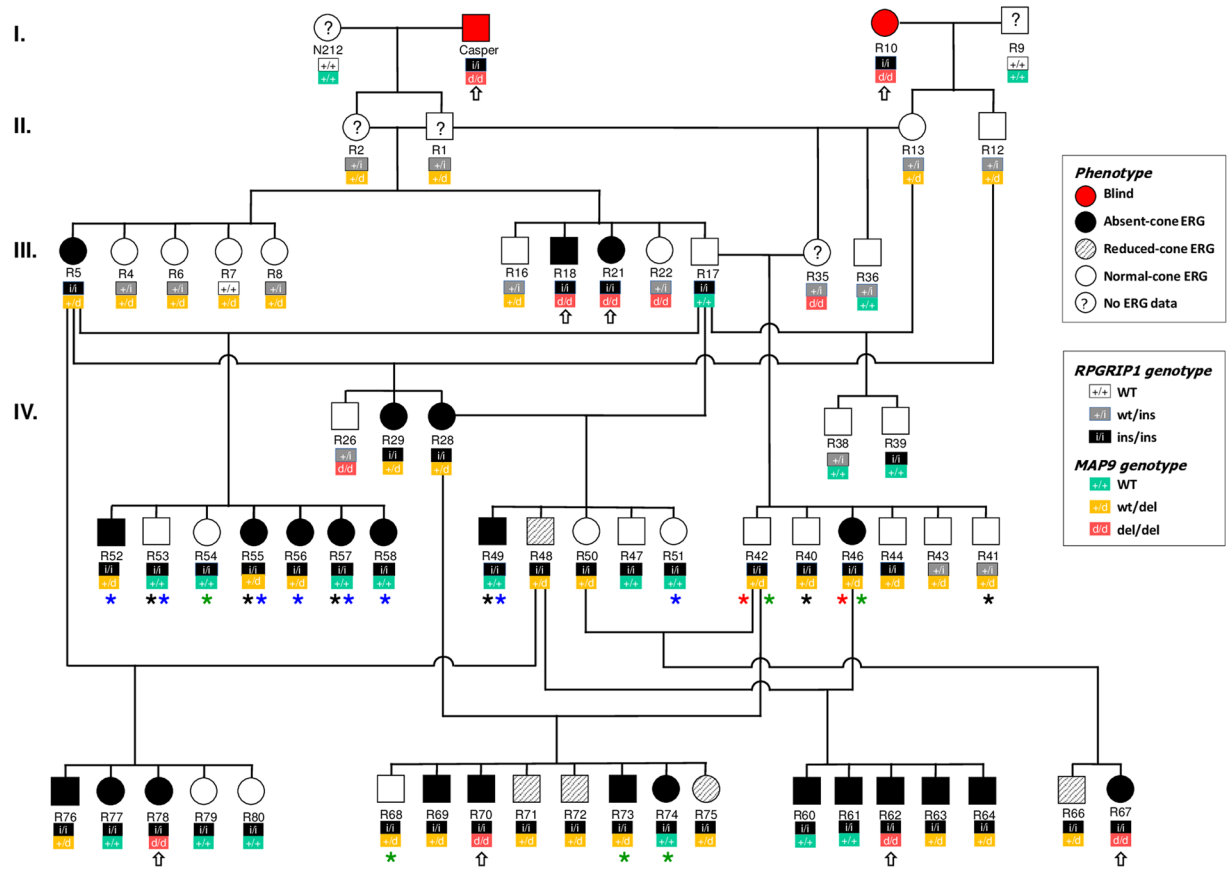 I.
? ?
N212 Casper R10 R9
+/+ i/i i/i +/+
+/+ d/d d/d +/+
II.
? ?
R2 R1 R13 R12
+/i +/i +/i +/i
+/d +/d +/d +/d
III.
?
R5 R4 R6 R7 R8 R16 R18 R21 R22 R17 R35 R36
i/i +/i +/i +/+ +/i +/i i/i i/i +/i i/i +/i +/i
+/d +/d +/d +/d +/d +/d d/d d/d d/d +/+ d/d +/+
IV.
R26 R29 R28 R38 R39
+/i i/i i/i +/i i/i
d/d +/d +/d +/+ +/+
R52 R53 R54 R55 R56 R57 R58 R49 R48 R50 R47 R51 R42 R40 R46 R44 R43 R41
i/i i/i i/i i/i i/i i/i i/i i/i i/i i/i i/i i/i i/i i/i i/i i/i +/i +/i
+/d +/+ +/+ +/d +/d +/+ +/+ +/+ +/d +/d +/+ +/+ +/d +/d +/d +/d +/d +/d
* * * * * * * * * * * * * * * * * * *
R76 R77 R78 R79 R80 R68 R69 R70 R71 R72 R73 R74 R75 R60 R61 R62 R63 R64 R66 R67
i/i i/i i/i i/i i/i i/i i/i i/i i/i i/i i/i i/i i/i i/i i/i i/i i/i i/i i/i i/i
+/d +/+ d/d +/+ +/+ +/d +/d d/d +/d +/d +/d +/+ +/d +/+ +/+ d/d +/d +/d +/d d/d
* * *
Phenotype
Blind
Absent-cone ERG
Reduced-cone ERG
Normal-cone ERG
? No ERG data
RPGRIP1 genotype
+/+ WT
+/i wt/ins
i/i ins/ins
MAP9 genotype
+/+ WT
+/d wt/del
d/d del/del